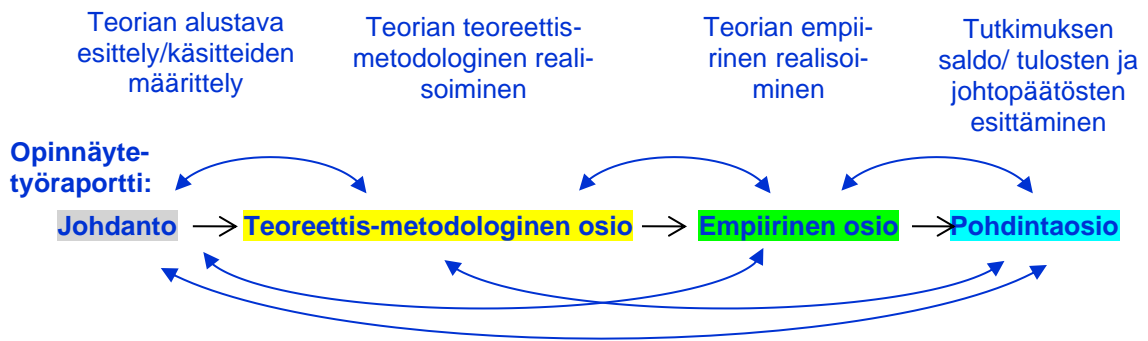 Teorian alustava
esittely/käsitteiden
määrittely
Teorian teoreettis-
metodologinen reali-
soiminen
Teorian empii-
rinen realisoi-
minen
Tutkimuksen
saldo/ tulosten ja
johtopäätösten
esittäminen
Opinnäyte-
työraportti:
Johdanto Teoreettis-metodologinen osio Empiirinen osio Pohdintaosio